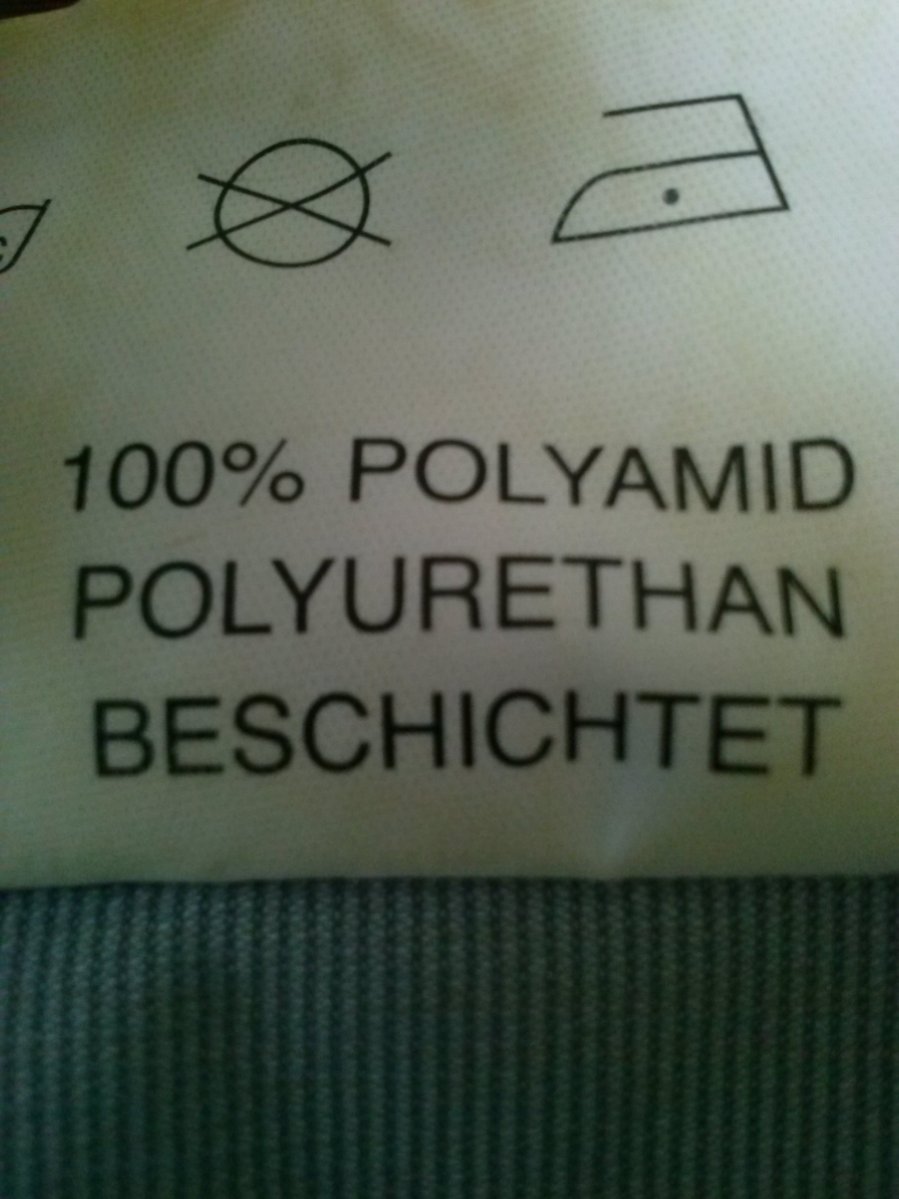 100% POLYAMID
POLYURETHAN
BESCHICHTET